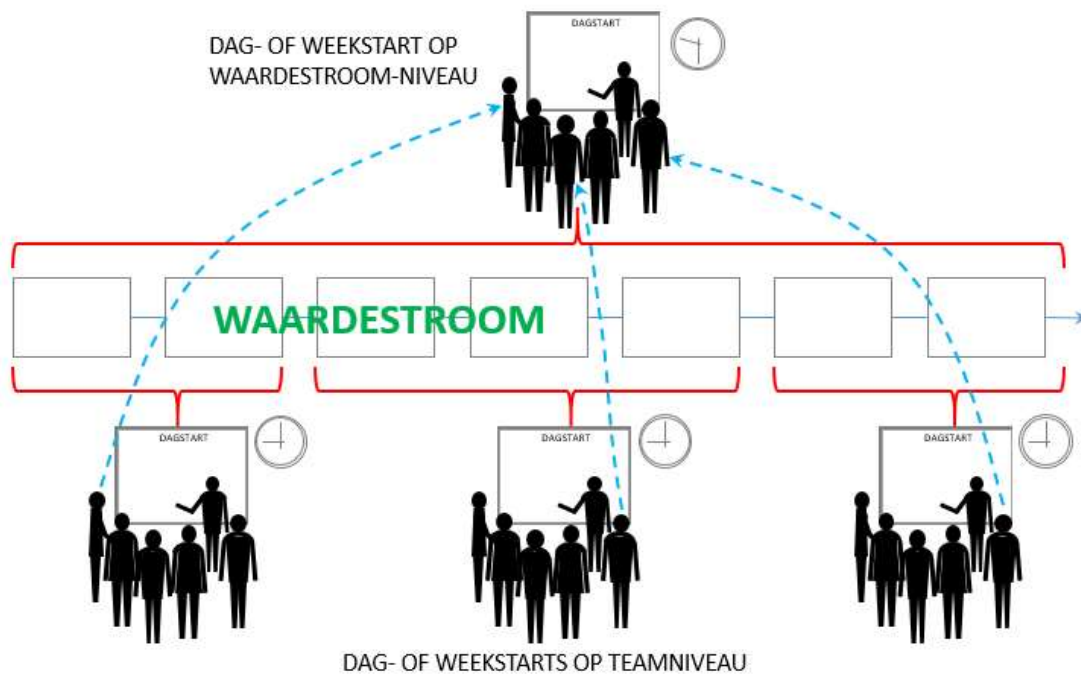 DAGSTART
DAG- OF WEEKSTART OP
WAARDESTROOM-NIVEAU
WAARDESTROOM
DAGSTART
DAGSTART
DAGSTART
DAG- OF WEEKSTARTS OP TEAMNIVEAU